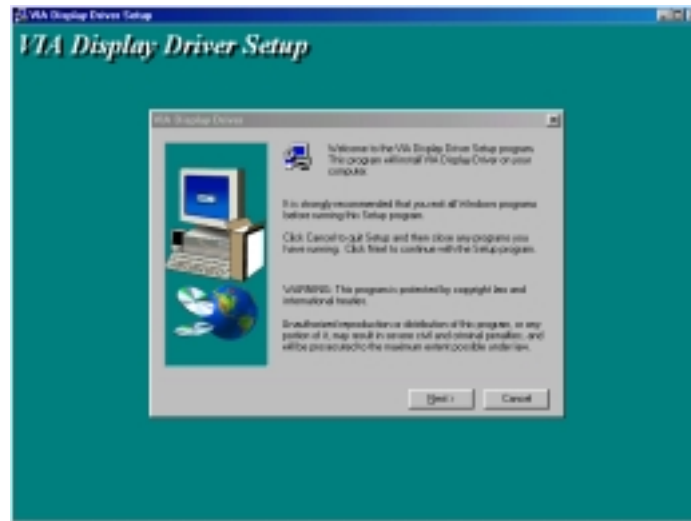 VIA Display Driver Setup
VIA Display Driver Setup
VIA Display Driver
Welcome to the VIA Display Driver Setup program.
This program will install VIA Display Driver on your
computer.
It is strongly recommended that you exit all Windows programs
before running this Setup program.
Click Cancel to quit Setup and then close any programs you
have running. Click Next to continue with the Setup program.
WARNING: This program is protected by copyright law and
international treaties.
Unauthorized reproduction or distribution of this program, or any
portion of it, may result in severe civil and criminal penalties, and
will be prosecuted to the maximum extent possible under law.
Next >
Cancel